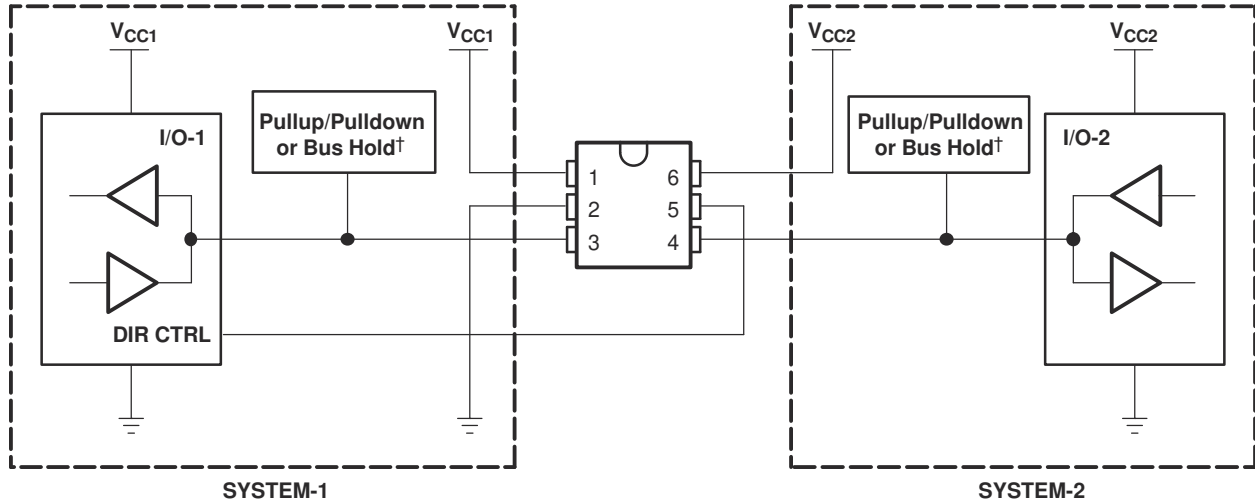 VCC1
VCC1
VCC2
VCC2
I/O-1
Pullup/Pulldown
or Bus Hold†
Pullup/Pulldown
or Bus Hold†
I/O-2
1
6
2
5
3
4
DIR CTRL
SYSTEM-1
SYSTEM-2